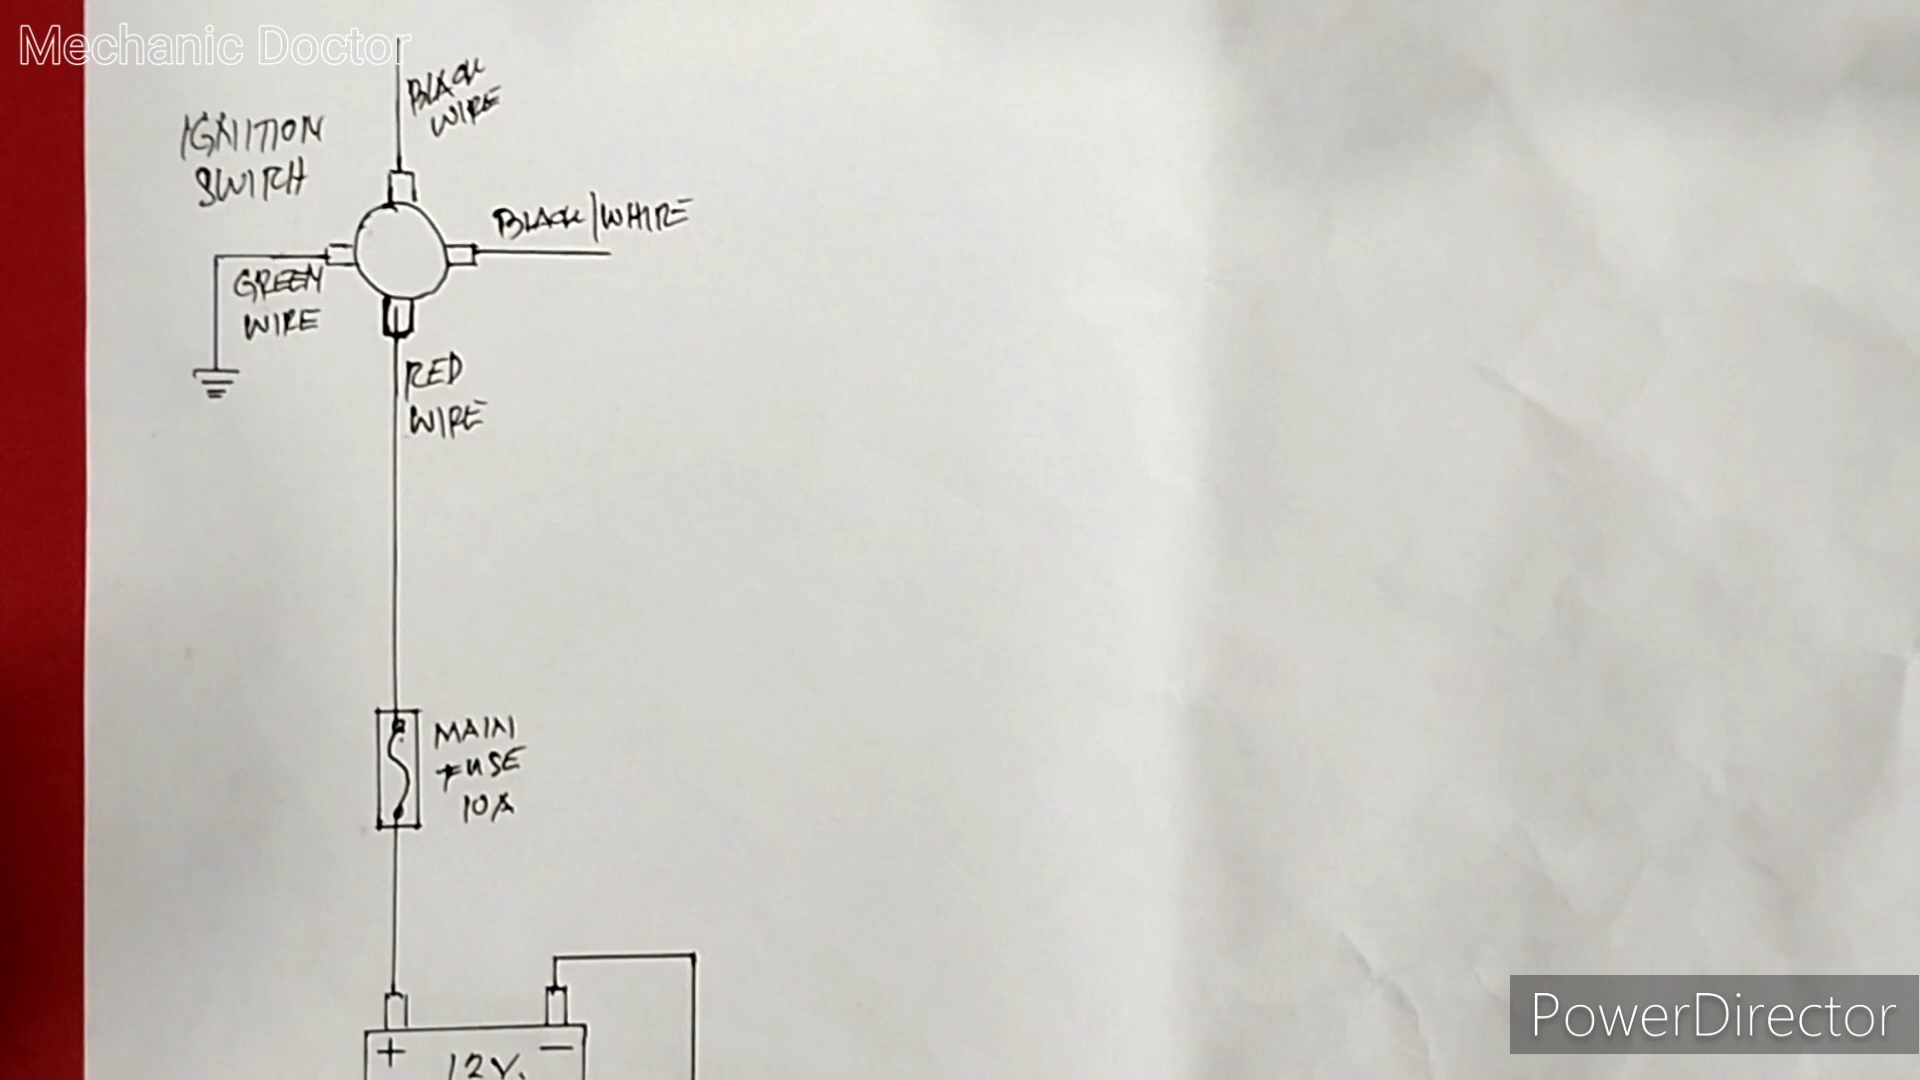 Mechanic Doctor
BLACK
WIRE
IGNITION
SWITCH
BLACK/WHITE
GREEN
WIRE
RED
WIRE
MAIN
FUSE
10A
+
-
12V.
PowerDirector